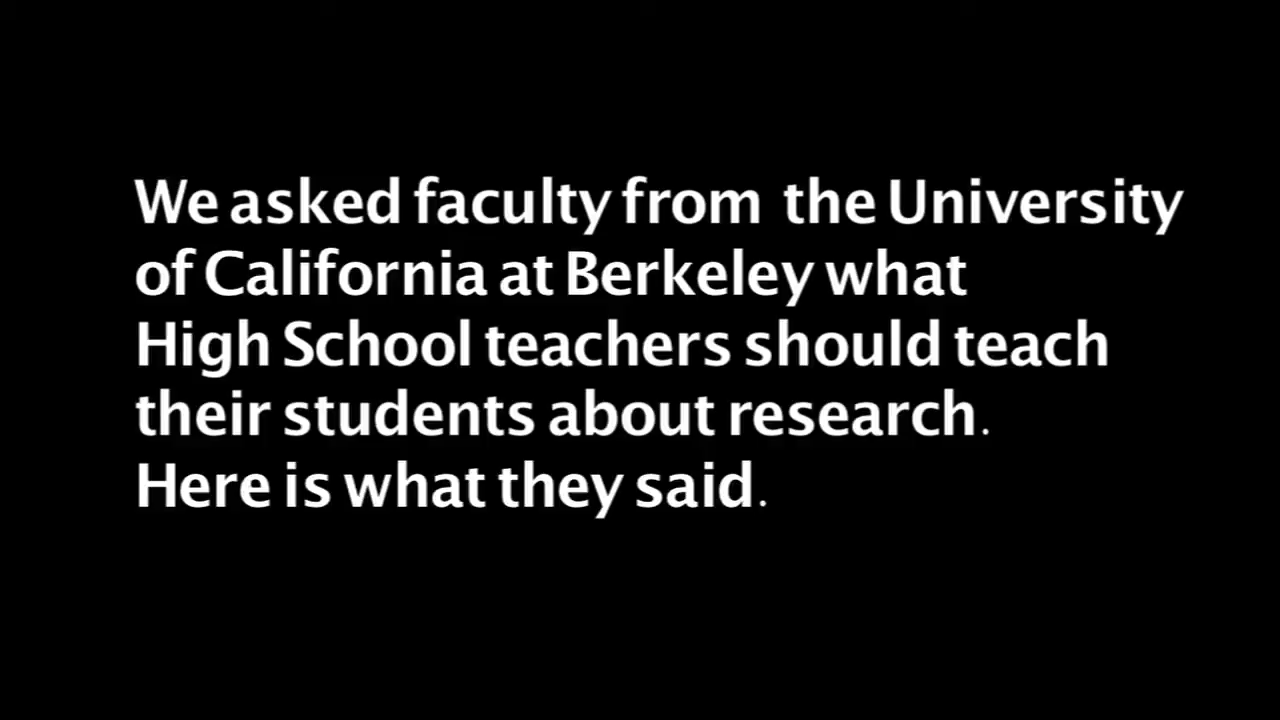 We asked faculty from the University
of California at Berkeley what
High School teachers should teach
their students about research.
Here is what they said.